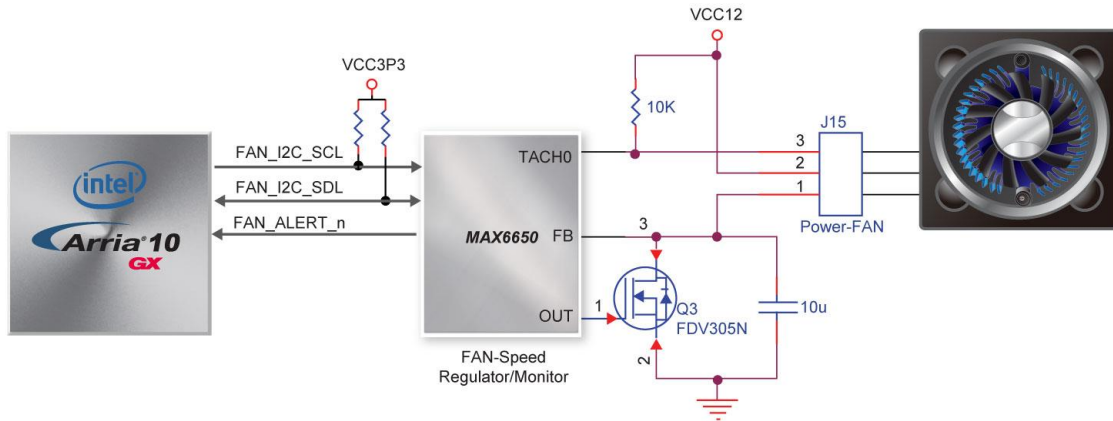 VCC12
VCC3P3
10K
J15
3
2
1
Power-FAN
TACH0
FAN_I2C_SCL
FAN_I2C_SDL
FAN_ALERT_n
intel
Arria® 10
GX
MAX6650
FB
3
OUT
1
Q3
FDV305N
2
10u
FAN-Speed
Regulator/Monitor